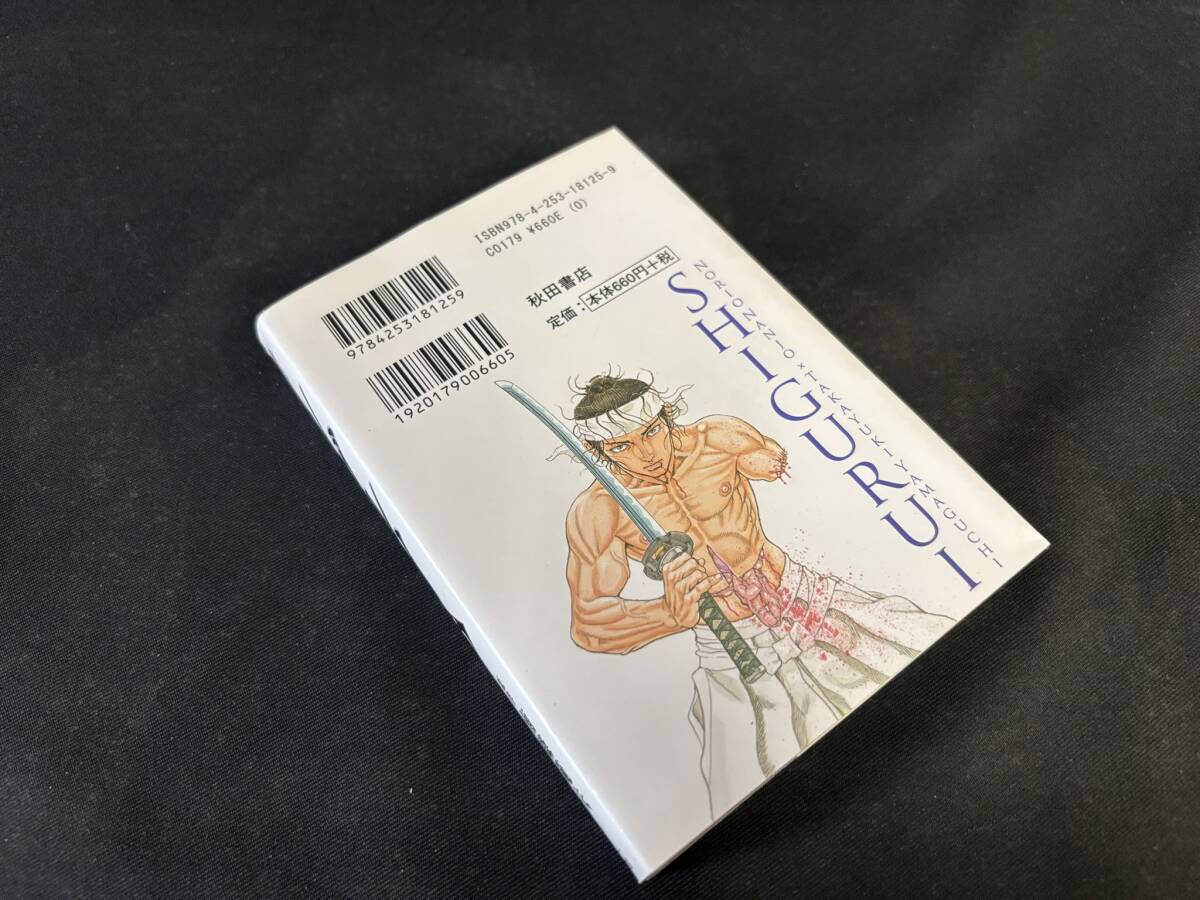 ISBN978-4-253-18125-9
C0179 ¥660E (0)
9784253181259
1920179006605
秋田書店
定価:本体660円+税
NORIO NANJO × TAKAYUKI YAMAGUCHI
SHIGURUI